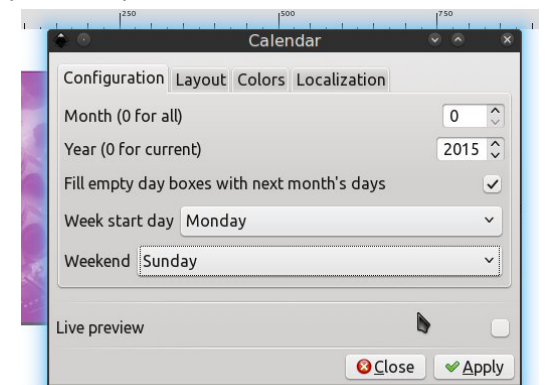 250 500 750
Calendar
Configuration Layout Colors Localization
Month (0 for all) 0
Year (0 for current) 2015
Fill empty day boxes with next month's days
Week start day Monday
Weekend Sunday
Live preview
Close Apply